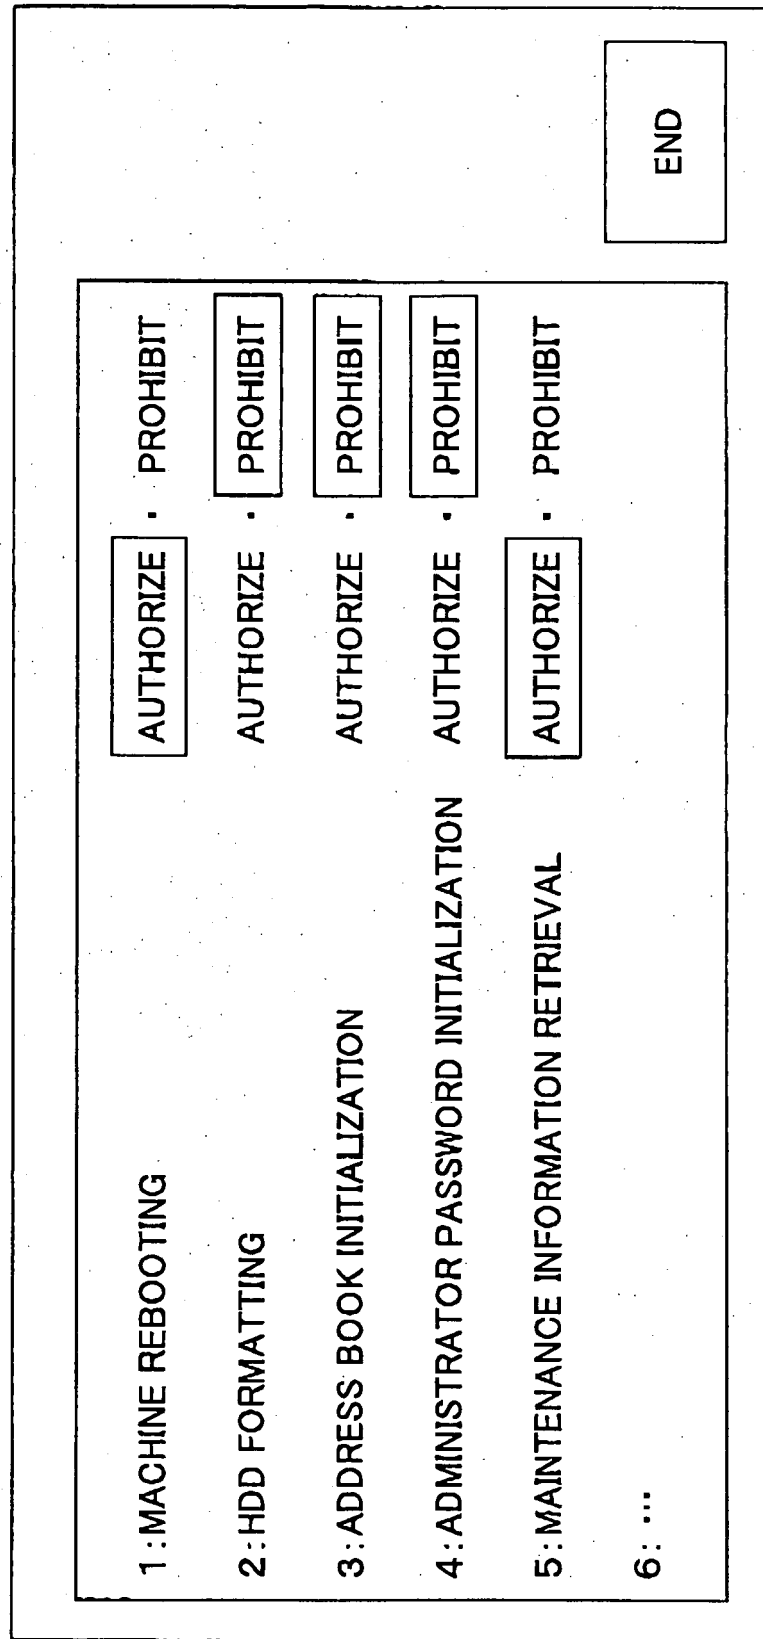 1:MACHINE REBOOTING AUTHORIZE · PROHIBIT
2:HDD FORMATTING AUTHORIZE · PROHIBIT
3:ADDRESS BOOK INITIALIZATION AUTHORIZE · PROHIBIT
4:ADMINISTRATOR PASSWORD INITIALIZATION AUTHORIZE · PROHIBIT
5:MAINTENANCE INFORMATION RETRIEVAL AUTHORIZE · PROHIBIT
6: ...
END